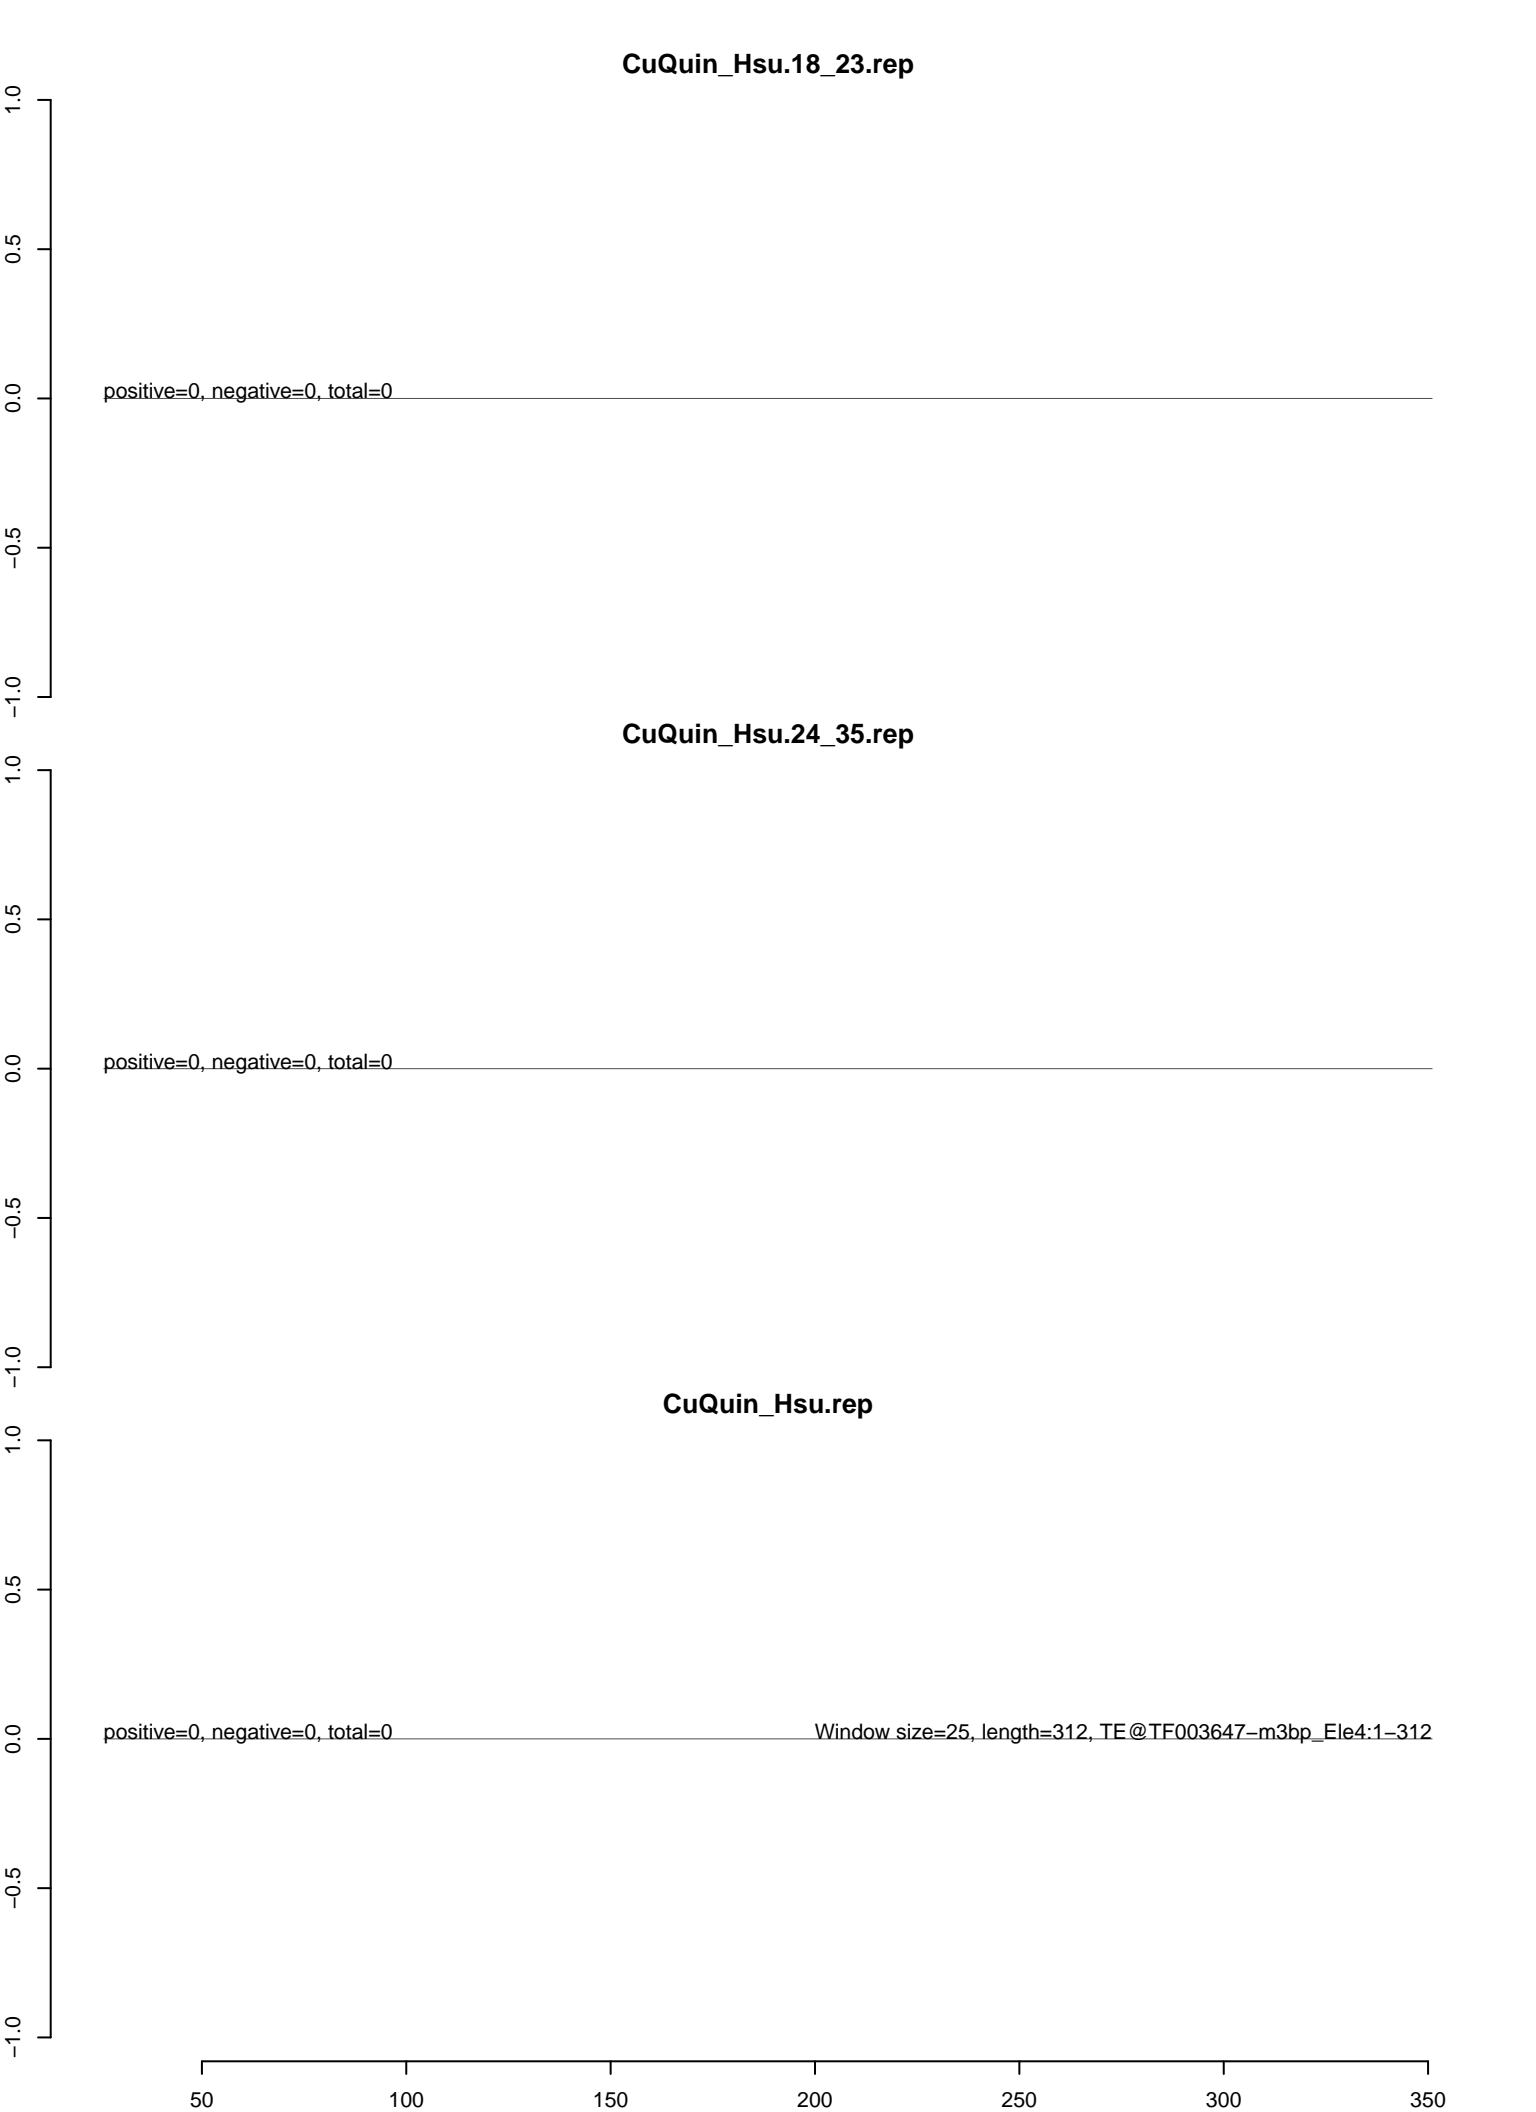 CuQuin_Hsu.18_23.rep
1.0
0.5
0.0
−0.5
−1.0
positive=0, negative=0, total=0
CuQuin_Hsu.24_35.rep
1.0
0.5
0.0
−0.5
−1.0
positive=0, negative=0, total=0
CuQuin_Hsu.rep
1.0
0.5
0.0
−0.5
−1.0
positive=0, negative=0, total=0
Window size=25, length=312, TE@TF003647−m3bp_Ele4:1−312
50 100 150 200 250 300 350